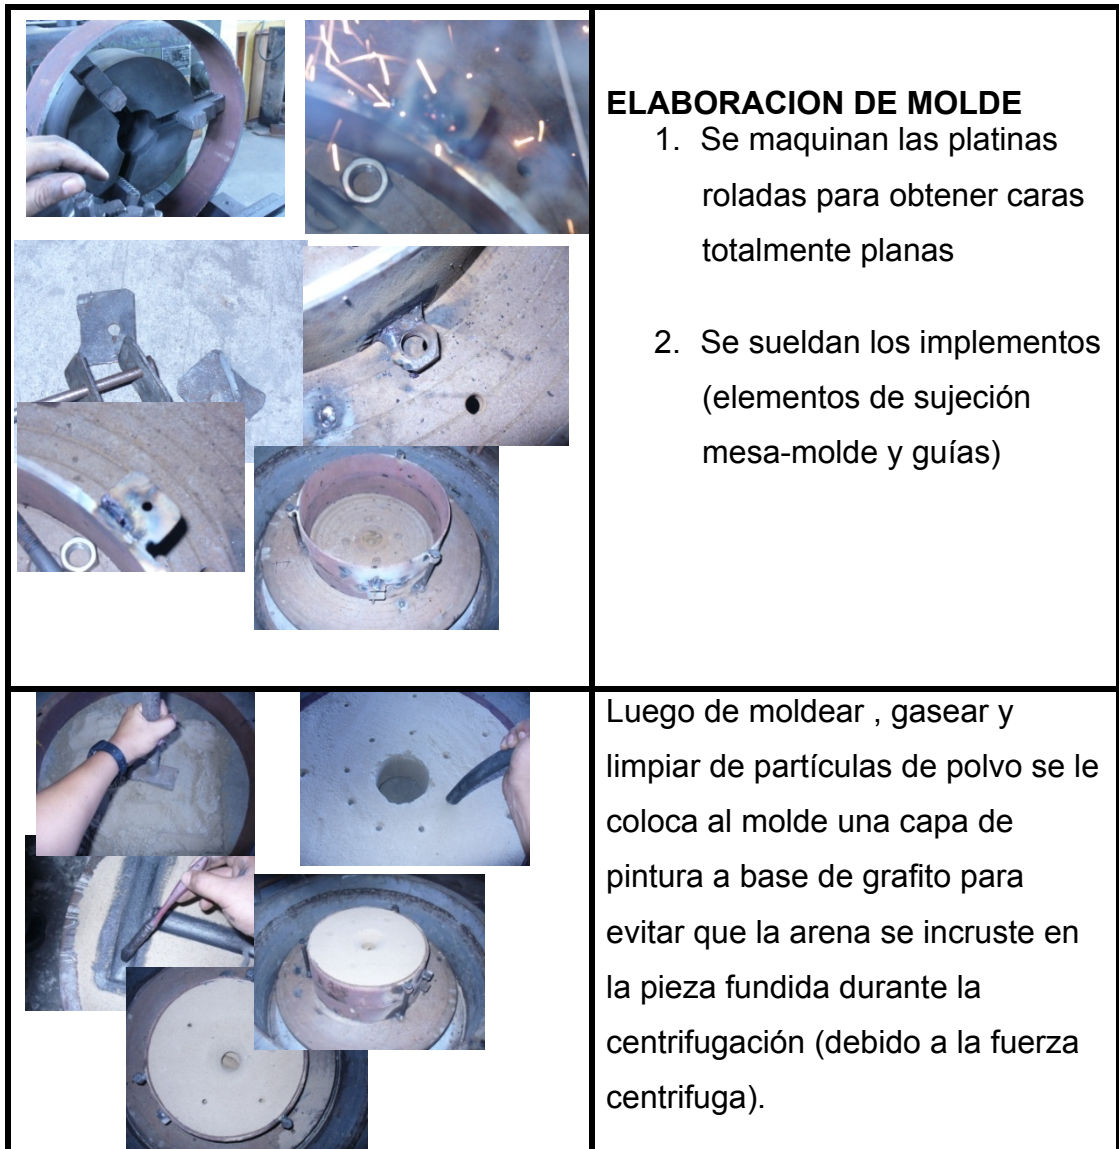 ELABORACION DE MOLDE
1. Se maquinan las platinas
roladas para obtener caras
totalmente planas
2. Se sueldan los implementos
(elementos de sujeción
mesa-molde y guías)
Luego de moldear , gasear y
limpiar de partículas de polvo se le
coloca al molde una capa de
pintura a base de grafito para
evitar que la arena se incruste en
la pieza fundida durante la
centrifugación (debido a la fuerza
centrifuga).